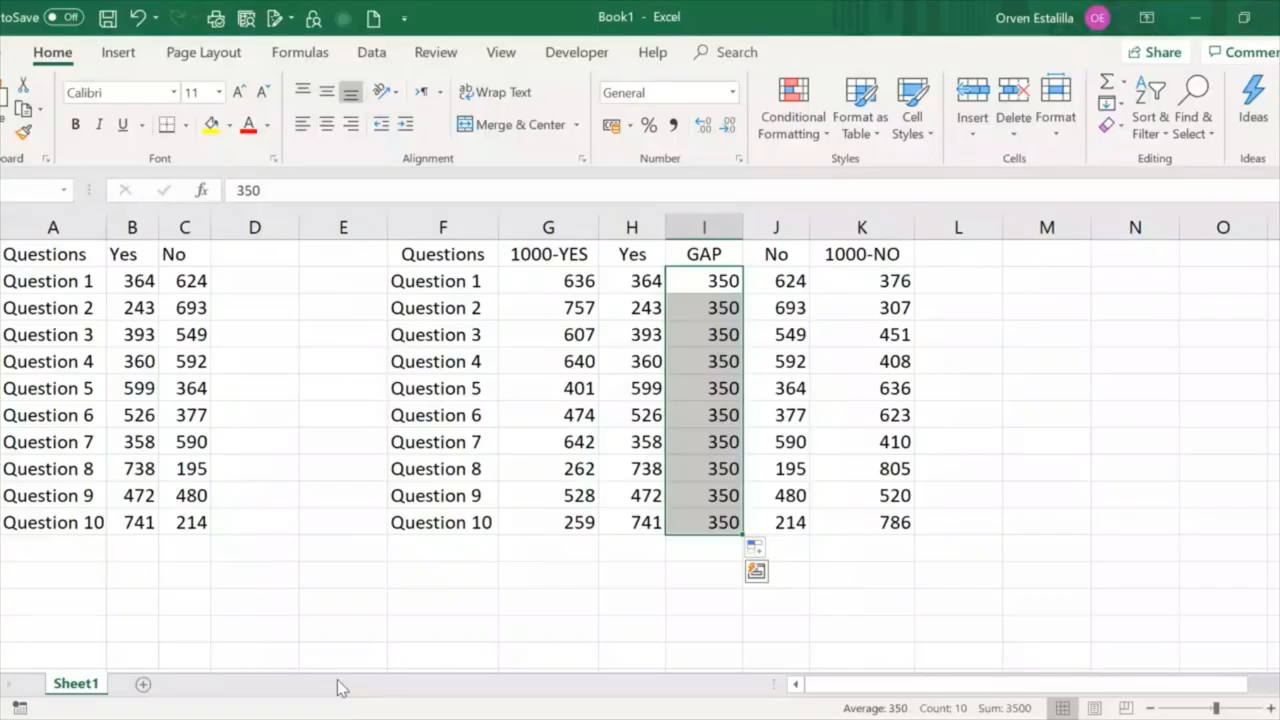 toSave Off Book1 - Excel Orven Estalilla OE
Home Insert Page Layout Formulas Data Review View Developer Help Search Share Comme
Calibri 11 A A Wrap Text General Conditional Formatting Format as Table Cell Styles Insert Delete Format Sort & Filter Find & Select Ideas
B I U A Merge & Center % ,
oard Font Alignment Number Styles Cells Editing Ideas
fx 350
A B C D E F G H I J K L M N O
Questions Yes No Questions 1000-YES Yes GAP No 1000-NO
Question 1 364 624 Question 1 636 364 350 624 376
Question 2 243 693 Question 2 757 243 350 693 307
Question 3 393 549 Question 3 607 393 350 549 451
Question 4 360 592 Question 4 640 360 350 592 408
Question 5 599 364 Question 5 401 599 350 364 636
Question 6 526 377 Question 6 474 526 350 377 623
Question 7 358 590 Question 7 642 358 350 590 410
Question 8 738 195 Question 8 262 738 350 195 805
Question 9 472 480 Question 9 528 472 350 480 520
Question 10 741 214 Question 10 259 741 350 214 786
Sheet1
Average: 350 Count: 10 Sum: 3500